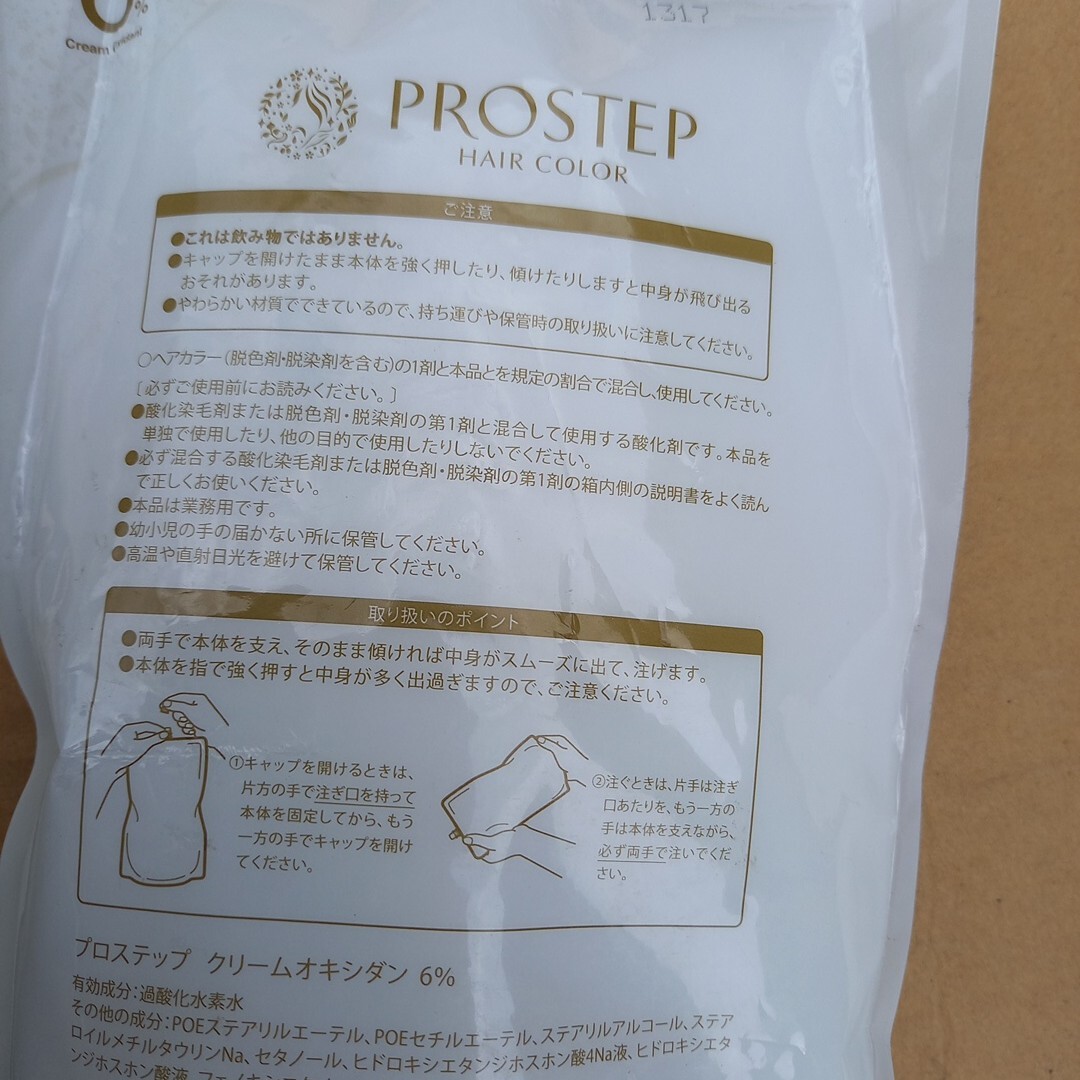 6%
Cream
1317
PROSTEP
HAIR COLOR
ご注意
●これは飲み物ではありません。
●キャップを開けたまま本体を強く押したり、傾けたりしますと中身が飛び出る
おそれがあります。
●やわらかい材質でできているので、持ち運びや保管時の取り扱いに注意してください。
○ヘアカラー(脱色剤・脱染剤を含む)の1剤と本品とを規定の割合で混合し、使用してください。
〔必ずご使用前にお読みください。〕
●酸化染毛剤または脱色剤・脱染剤の第1剤と混合して使用する酸化剤です。本品を
単独で使用したり、他の目的で使用したりしないでください。
●必ず混合する酸化染毛剤または脱色剤・脱染剤の第1剤の箱内側の説明書をよく読ん
で正しくお使いください。
●本品は業務用です。
●幼小児の手の届かない所に保管してください。
●高温や直射日光を避けて保管してください。
取り扱いのポイント
●両手で本体を支え、そのまま傾ければ中身がスムーズに出て、注げます。
●本体を指で強く押すと中身が多く出過ぎますので、ご注意ください。
①キャップを開けるときは、
片方の手で注ぎ口を持って
本体を固定してから、もう
一方の手でキャップを開け
てください。
②注ぐときは、片手は注ぎ
口あたりを、もう一方の
手は本体を支えながら、
必ず両手で注いでくだ
さい。
プロステップ クリームオキシダン 6%
有効成分:過酸化水素水
その他の成分:POEステアリルエーテル、POEセチルエーテル、ステアリルアルコール、ステア
ロイルメチルタウリンNa、セタノール、ヒドロキシエタンジホスホン酸4Na液、ヒドロキシエタ
ンジホスホン酸液、